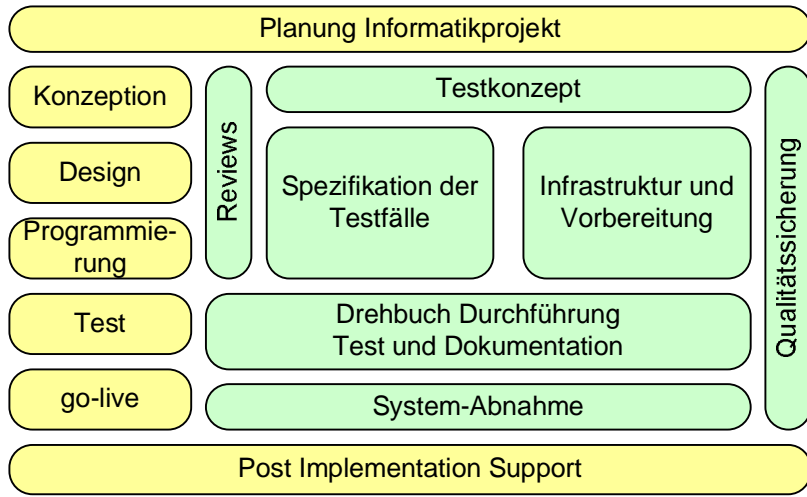 Planung Informatikprojekt
Konzeption
Design
Programmie-
rung
Test
go-live
Reviews
Testkonzept
Spezifikation der
Testfälle
Infrastruktur und
Vorbereitung
Drehbuch Durchführung
Test und Dokumentation
System-Abnahme
Qualitätssicherung
Post Implementation Support